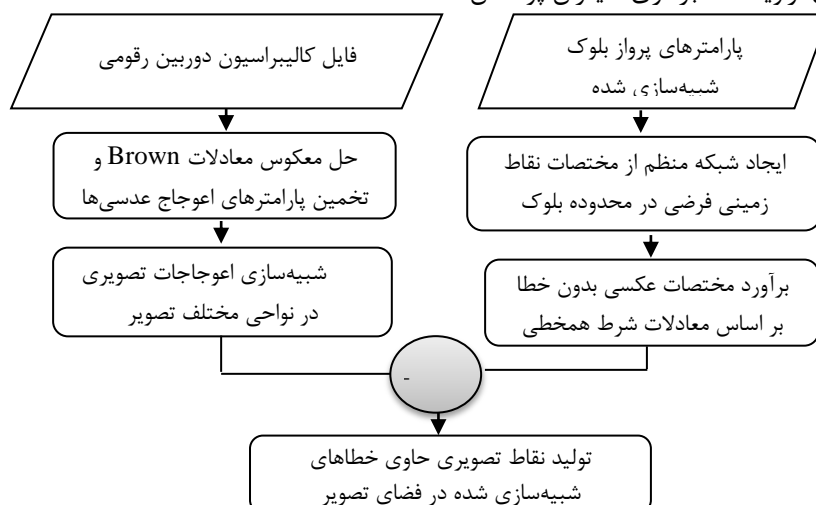 فایل کالیبراسیون دوربین رقومی
پارامترهای پرواز بلوک
شبیه‌سازی شده
حل معکوس معادلات Brown و
تخمین پارامترهای اعوجاج عدسی‌ها
ایجاد شبکه منظم از مختصات نقاط
زمینی فرضی در محدوده بلوک
شبیه‌سازی اعوجاجات تصویری
در نواحی مختلف تصویر
برآورد مختصات عکسی بدون خطا
بر اساس معادلات شرط همخطی
-
تولید نقاط تصویری حاوی خطاهای
شبیه‌سازی شده در فضای تصویر